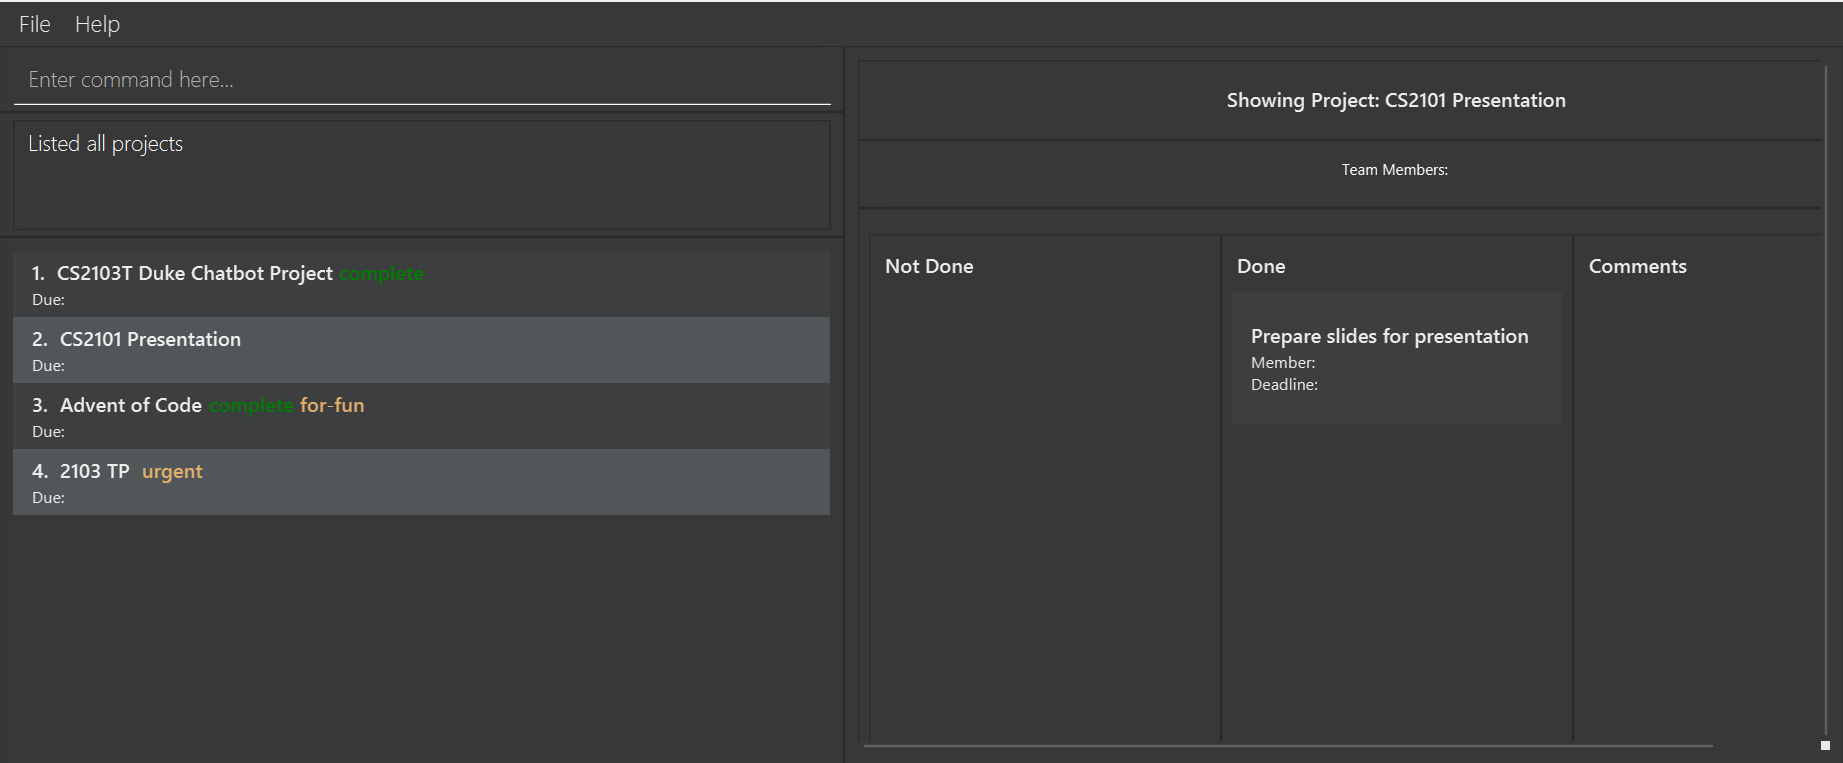 File Help
Enter command here...
Listed all projects
1. CS2103T Duke Chatbot Project complete
Due:
2. CS2101 Presentation
Due:
3. Advent of Code complete for-fun
Due:
4. 2103 TP urgent
Due:
Showing Project: CS2101 Presentation
Team Members:
Not Done
Done
Prepare slides for presentation
Member:
Deadline:
Comments